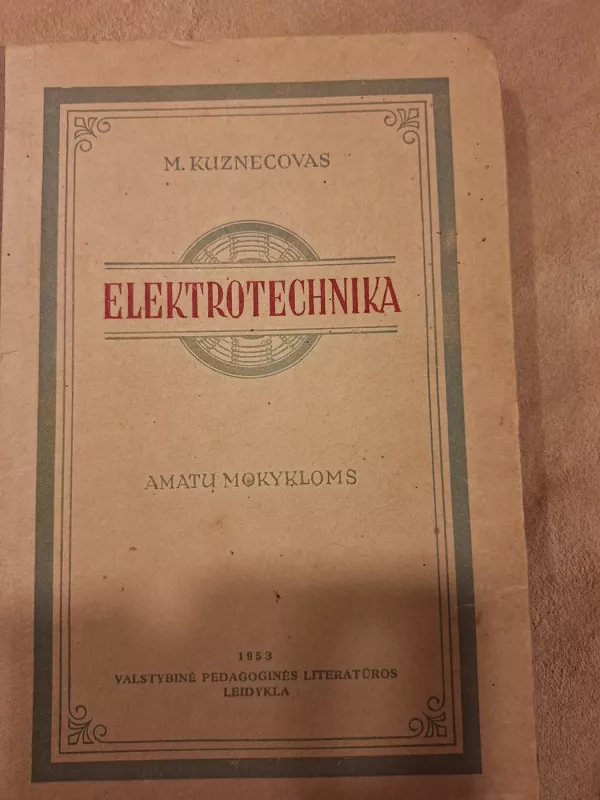 M. KUZNECOVAS
ELEKTROTECHNIKA
AMATŲ MOKYKLOMS
1953
VALSTYBINĖ PEDAGOGINĖS LITERATŪROS
LEIDYKLA